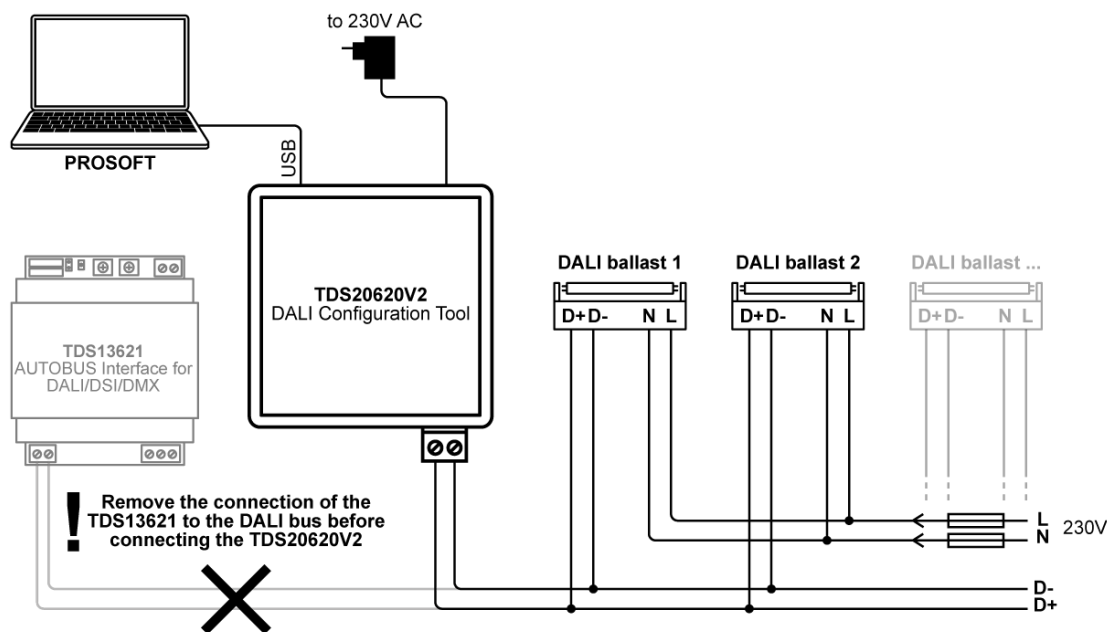 to 230V AC
PROSOFT
USB
TDS20620V2
DALI Configuration Tool
TDS13621
AUTOBUS Interface for
DALI/DSI/DMX
DALI ballast 1
D+ D- N L
DALI ballast 2
D+ D- N L
DALI ballast ...
D+ D- N L
! Remove the connection of the
TDS13621 to the DALI bus before
connecting the TDS20620V2
L
N
230V
D-
D+